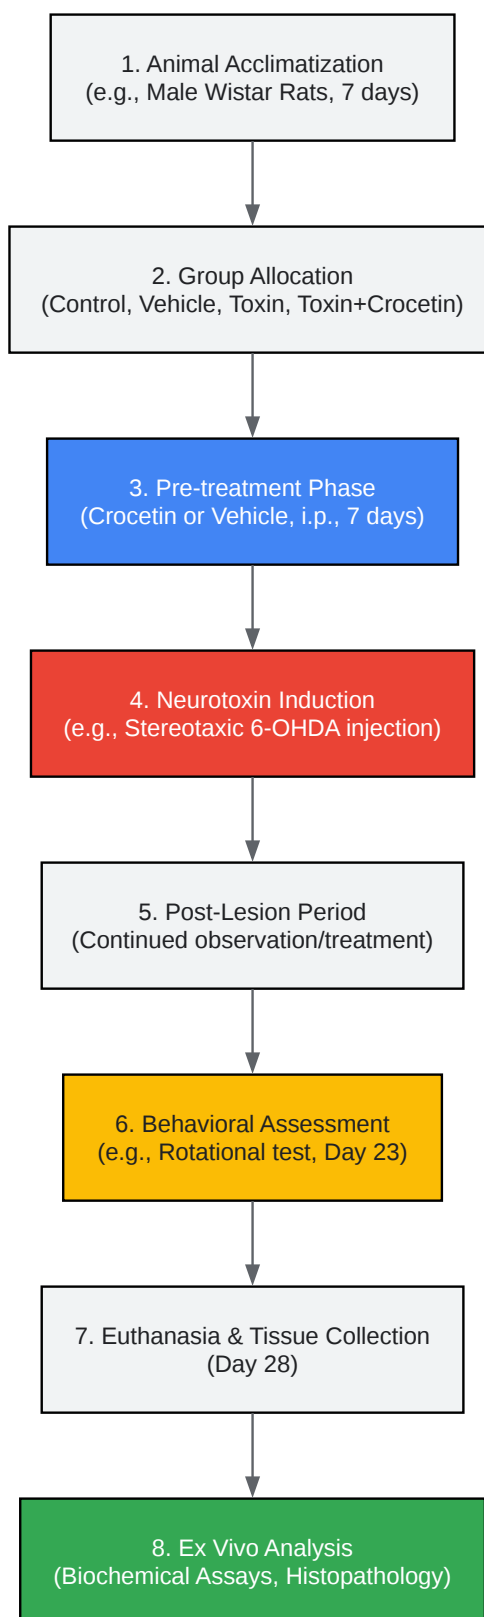 1. Animal Acclimatization
(e.g., Male Wistar Rats, 7 days)
2. Group Allocation
(Control, Vehicle, Toxin, Toxin+Crocetin)
3. Pre-treatment Phase
(Crocetin or Vehicle, i.p., 7 days)
4. Neurotoxin Induction
(e.g., Stereotaxic 6-OHDA injection)
5. Post-Lesion Period
(Continued observation/treatment)
6. Behavioral Assessment
(e.g., Rotational test, Day 23)
7. Euthanasia & Tissue Collection
(Day 28)
8. Ex Vivo Analysis
(Biochemical Assays, Histopathology)